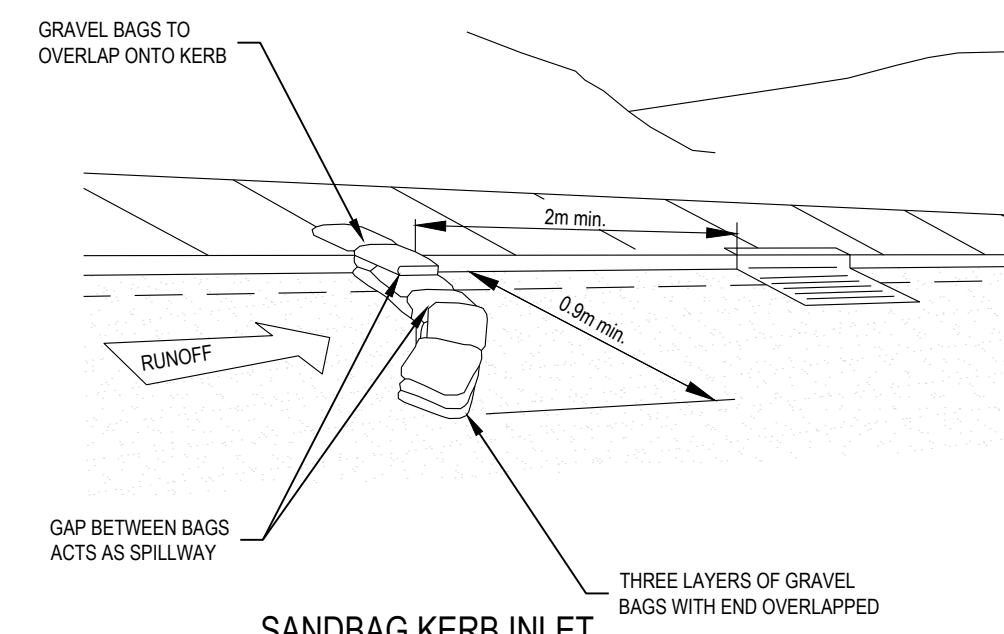 GRAVEL BAGS TO
OVERLAP ONTO KERB
2m min.
0.9m min.
RUNOFF
GAP BETWEEN BAGS
ACTS AS SPILLWAY
THREE LAYERS OF GRAVEL
BAGS WITH END OVERLAPPED
SANDBAG KERB INLET